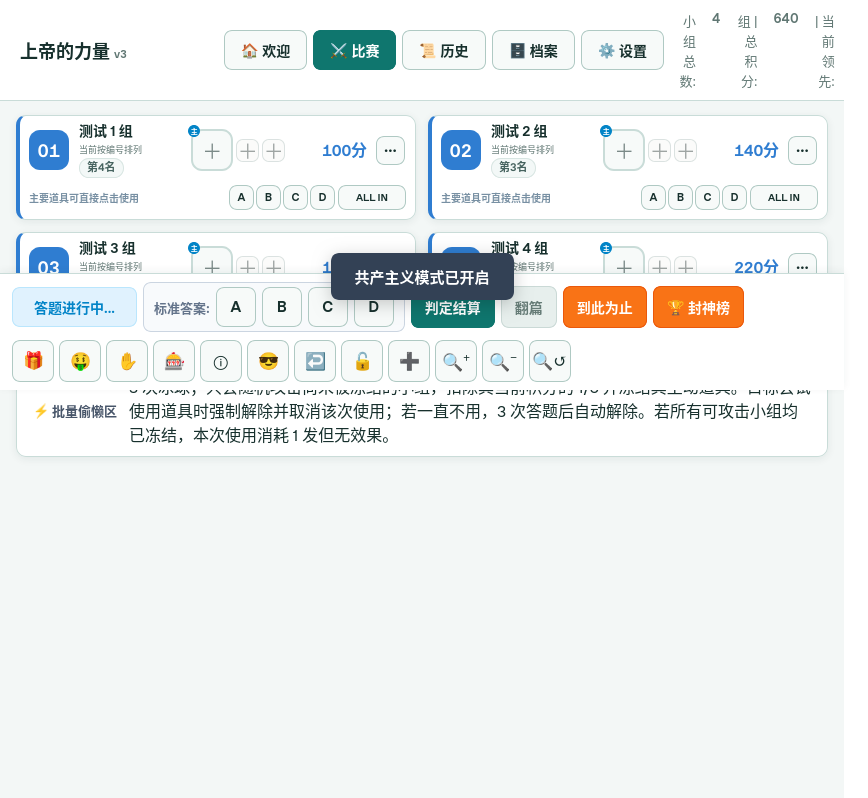 上帝的力量 v3
🏠 欢迎
⚔️ 比赛
📜 历史
🗄️ 档案
⚙️ 设置
小组总数:
4
组 |
总积分:
640
| 当前领先:
01
测试 1 组
当前按编号排列
第4名
主
100分
···
主要道具可直接点击使用
A
B
C
D
ALL IN
02
测试 2 组
当前按编号排列
第3名
主
140分
···
主要道具可直接点击使用
A
B
C
D
ALL IN
03
测试 3 组
当前按编号排列
主
测试 4 组
当前按编号排列
主
220分
···
共产主义模式已开启
答题进行中...
标准答案:
A
B
C
D
判定结算
翻篇
到此为止
🏆 封神榜
⚡ 批量偷懒区
使用道具时强制解除并取消该次使用；若一直不用，3 次答题后自动解除。若所有可攻击小组均
已冻结，本次使用消耗 1 发但无效果。